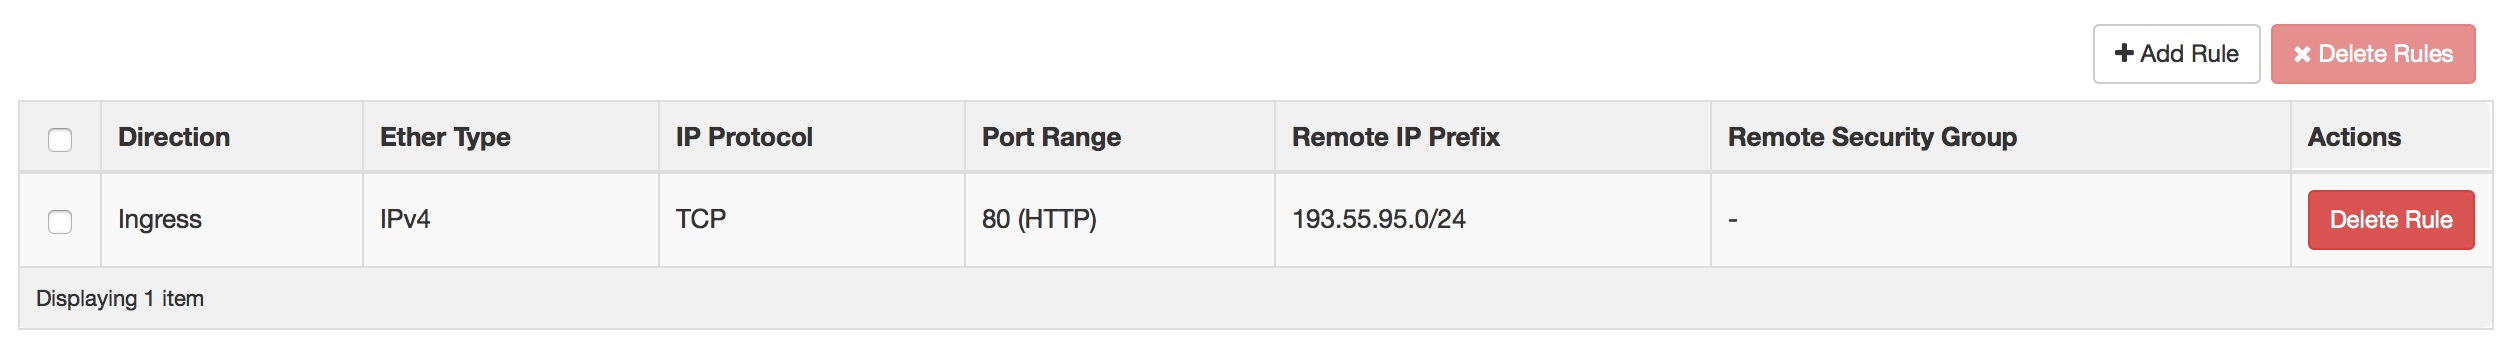 Add Rule Delete Rules
Direction Ether Type IP Protocol Port Range Remote IP Prefix Remote Security Group Actions
Ingress IPv4 TCP 80 (HTTP) 193.55.95.0/24 - Delete Rule
Displaying 1 item